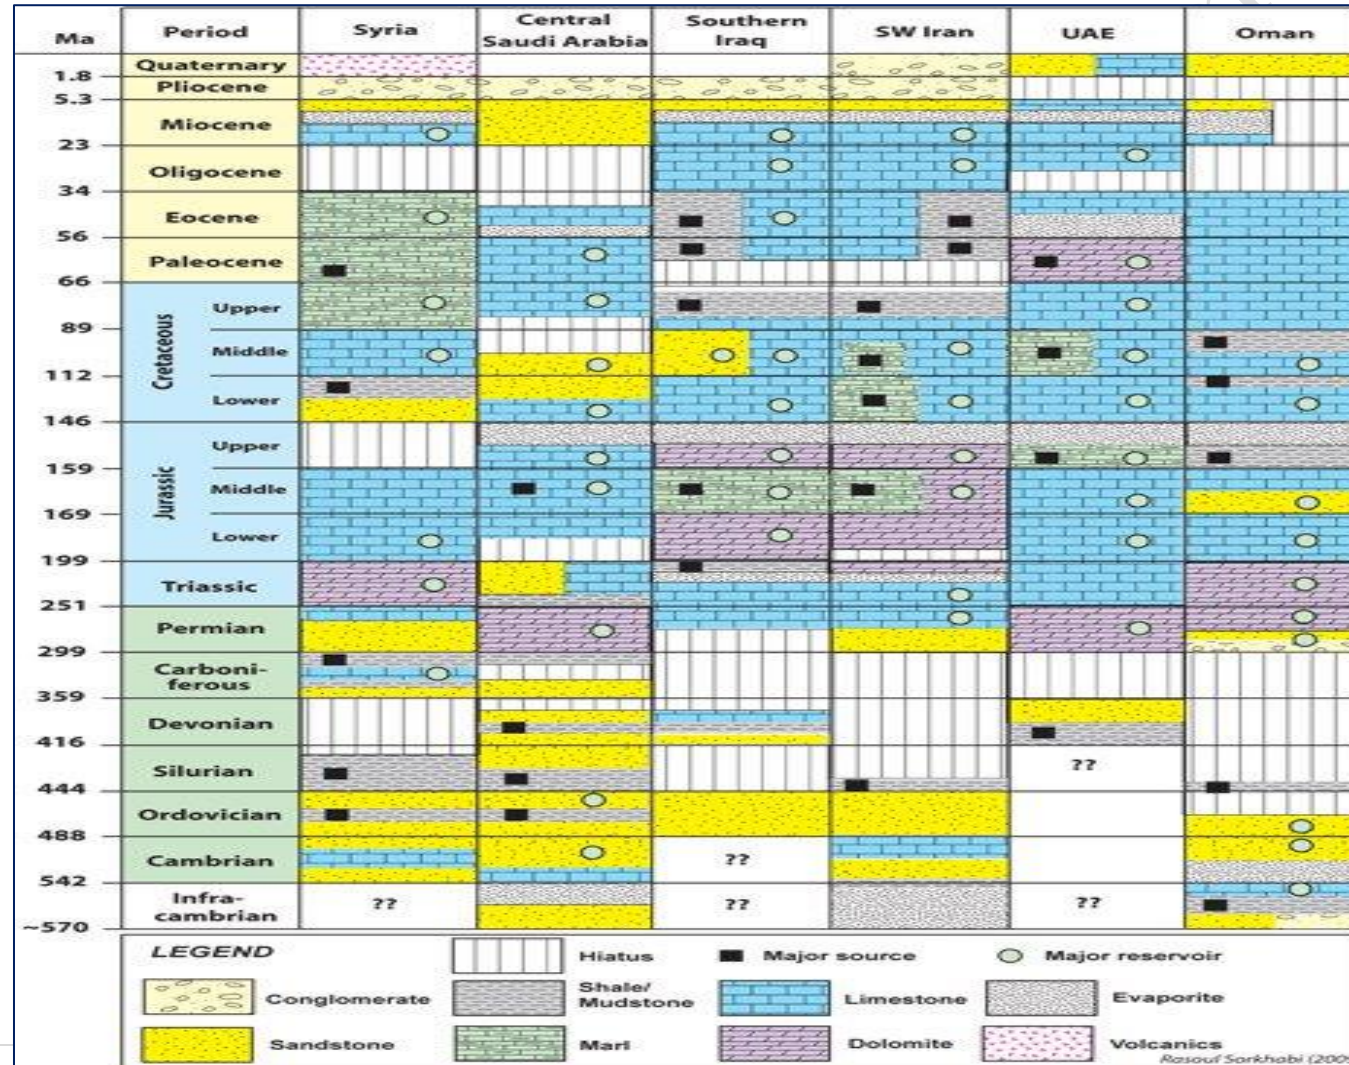 Ma Period Syria Central Saudi Arabia Southern Iraq SW Iran UAE Oman
Quaternary
1.8
Pliocene
5.3
Miocene
23
Oligocene
34
Eocene
56
Paleocene
66
Cretaceous
Upper
89
Middle
112
Lower
146
Jurassic
Upper
159
Middle
169
Lower
199
Triassic
251
Permian
299
Carboni-
ferous
359
Devonian
416
Silurian ??
444
Ordovician
488
Cambrian ??
542
Infra-
cambrian ?? ?? ??
~570
LEGEND Hiatus Major source Major reservoir
Conglomerate Shale/ Mudstone Limestone Evaporite
Sandstone Marl Dolomite Volcanics